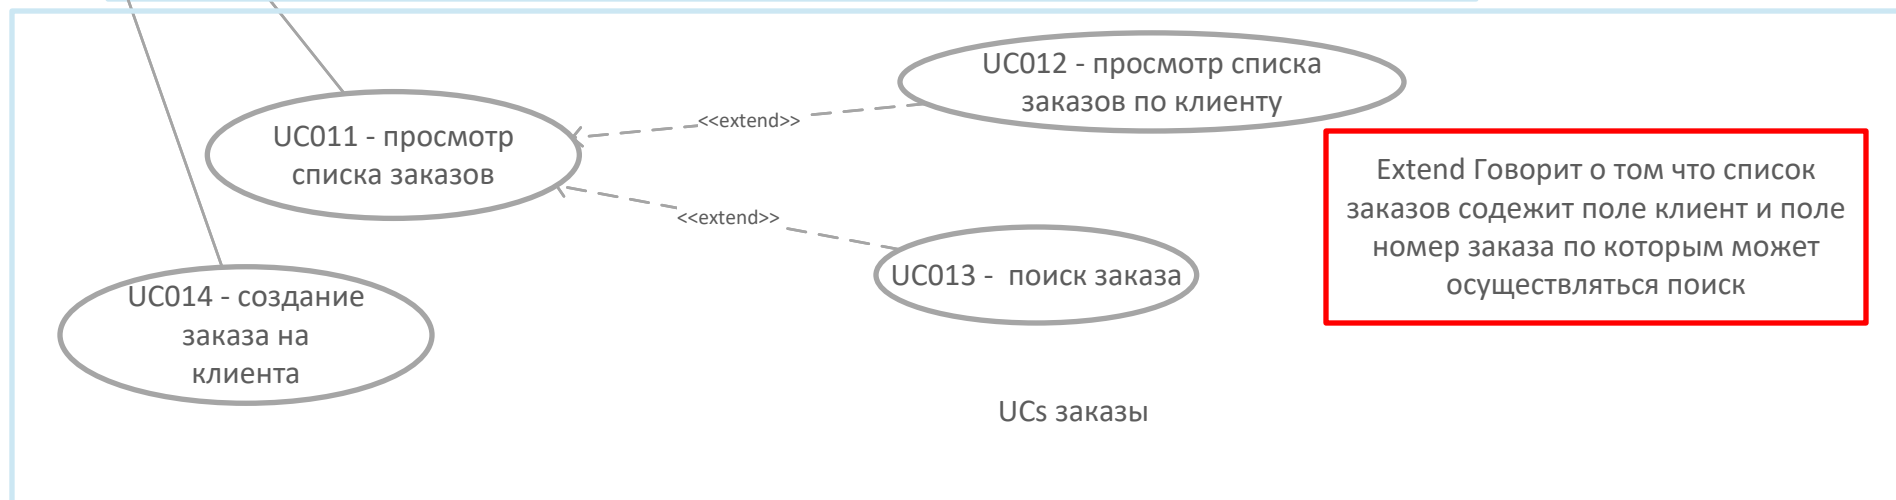 UC012 - просмотр списка
заказов по клиенту
<<extend>>
UC011 - просмотр
списка заказов
Extend Говорит о том что список
заказов содежит поле клиент и поле
номер заказа по которым может
осуществляться поиск
<<extend>>
UC013 -  поиск заказа
UC014 - создание
заказа на
клиента
UCs заказы